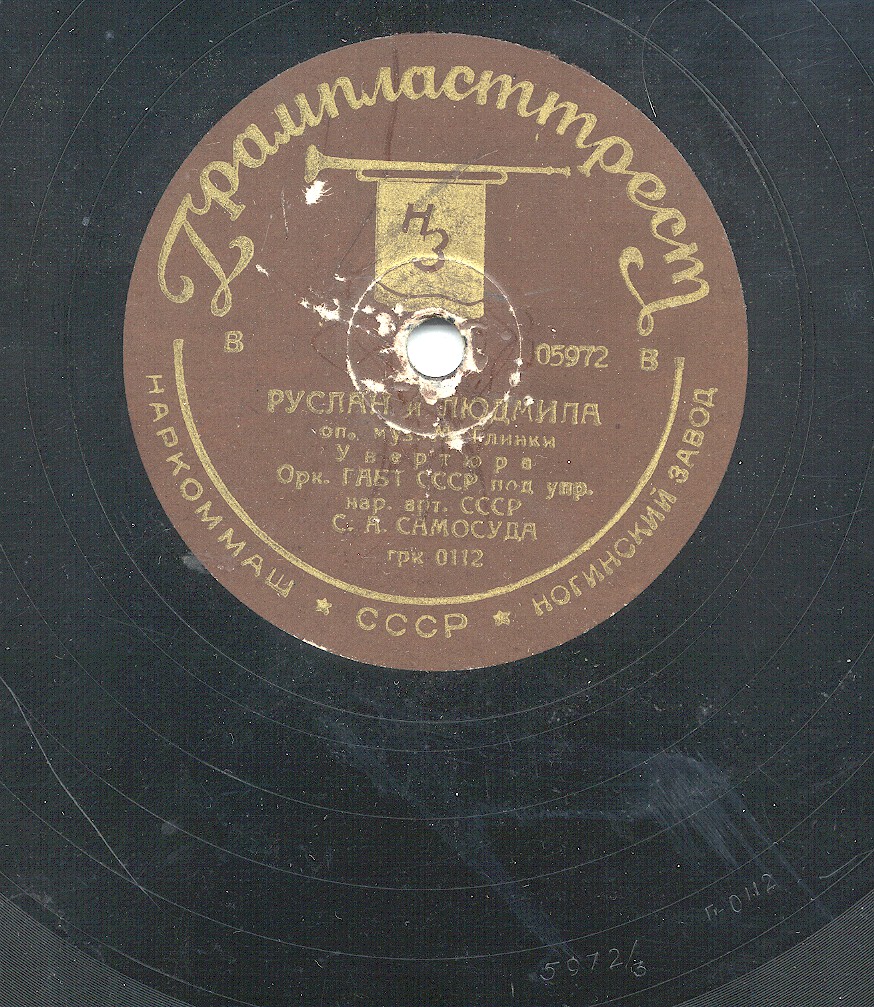 Грампласттрест
НЗ
В 05972 В
РУСЛАН И ЛЮДМИЛА
оп. муз. М. Глинки
Увертюра
Орк. ГАБТ СССР под упр.
нар. арт. СССР
С. А. САМОСУДА
грк 0112
НАРКОММАШ ★ СССР ★ НОГИНСКИЙ ЗАВОД
Г-0112
5972/3